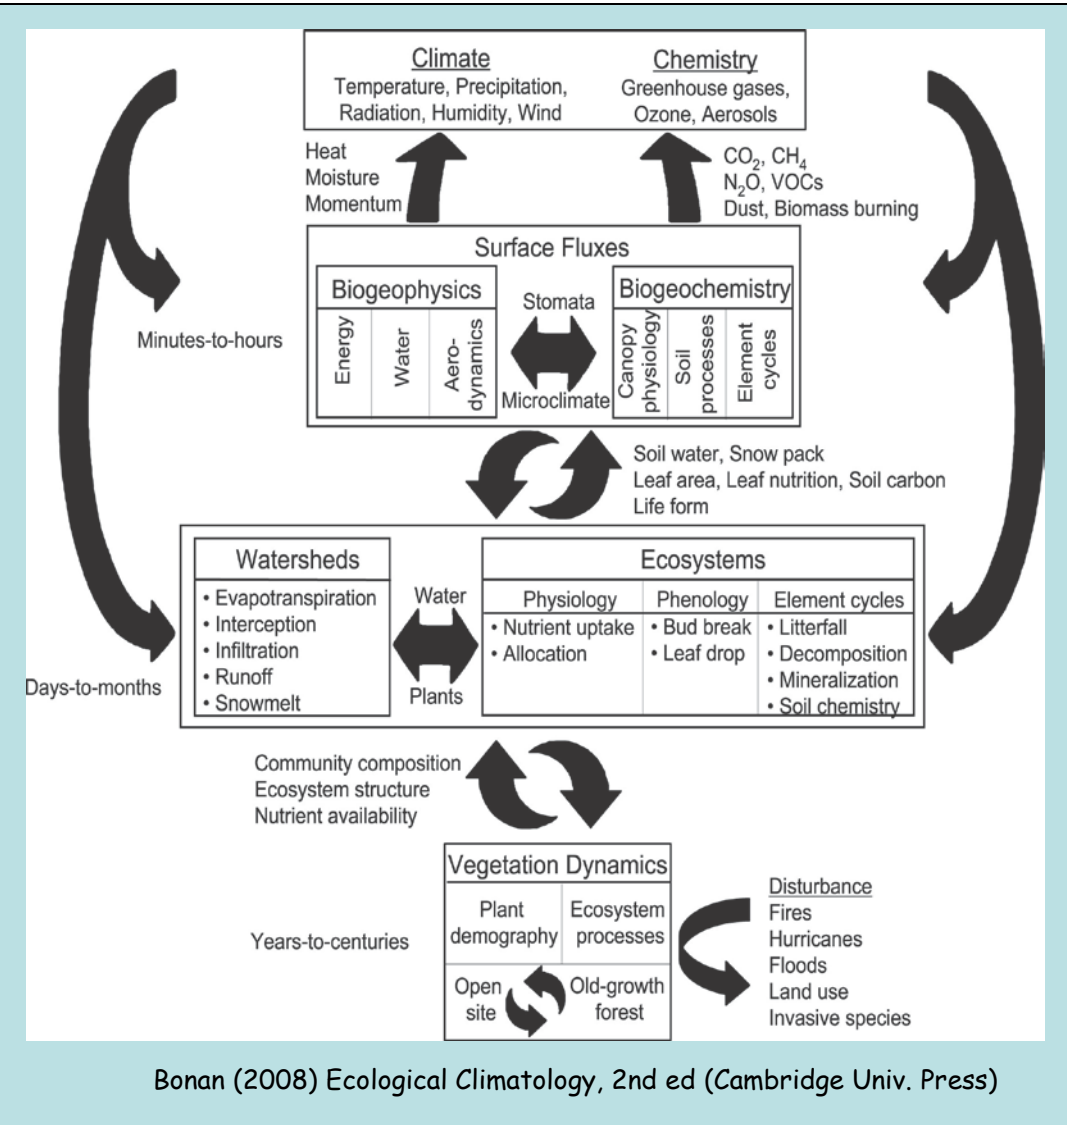 Climate
Temperature, Precipitation,
Radiation, Humidity, Wind
Chemistry
Greenhouse gases,
Ozone, Aerosols
Heat
Moisture
Momentum
CO₂, CH₄
N₂O, VOCs
Dust, Biomass burning
Surface Fluxes
Biogeophysics
Energy
Water
Aero-
dynamics
Stomata
Microclimate
Biogeochemistry
Canopy
physiology
Soil
processes
Element
cycles
Minutes-to-hours
Soil water, Snow pack
Leaf area, Leaf nutrition, Soil carbon
Life form
Watersheds
• Evapotranspiration
• Interception
• Infiltration
• Runoff
• Snowmelt
Water
Plants
Ecosystems
Physiology
• Nutrient uptake
• Allocation
Phenology
• Bud break
• Leaf drop
Element cycles
• Litterfall
• Decomposition
• Mineralization
• Soil chemistry
Days-to-months
Community composition
Ecosystem structure
Nutrient availability
Vegetation Dynamics
Plant
demography
Ecosystem
processes
Open
site
Old-growth
forest
Years-to-centuries
Disturbance
Fires
Hurricanes
Floods
Land use
Invasive species
Bonan (2008) Ecological Climatology, 2nd ed (Cambridge Univ. Press)